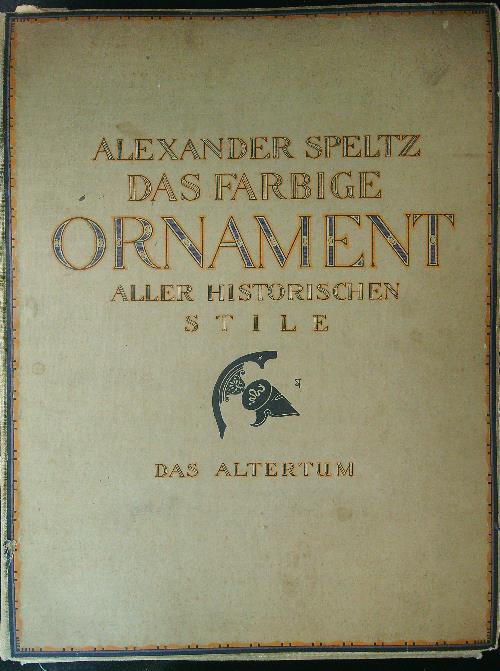 ALEXANDER SPELTZ
DAS FARBIGE
ORNAMENT
ALLER HISTORISCHEN
STILE
DAS ALTERTUM